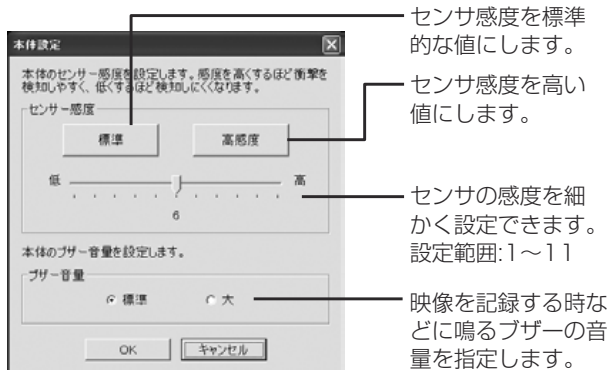 本体設定
本体のセンサー感度を設定します。感度を高くするほど衝撃を
検知しやすく、低くするほど検知しにくくなります。
センサー感度
標準
高感度
低
高
6
本体のブザー音量を設定します。
ブザー音量
標準
大
OK
キャンセル
センサ感度を標準
的な値にします。
センサ感度を高い
値にします。
センサの感度を細
かく設定できます。
設定範囲:1～11
映像を記録する時な
どに鳴るブザーの音
量を指定します。